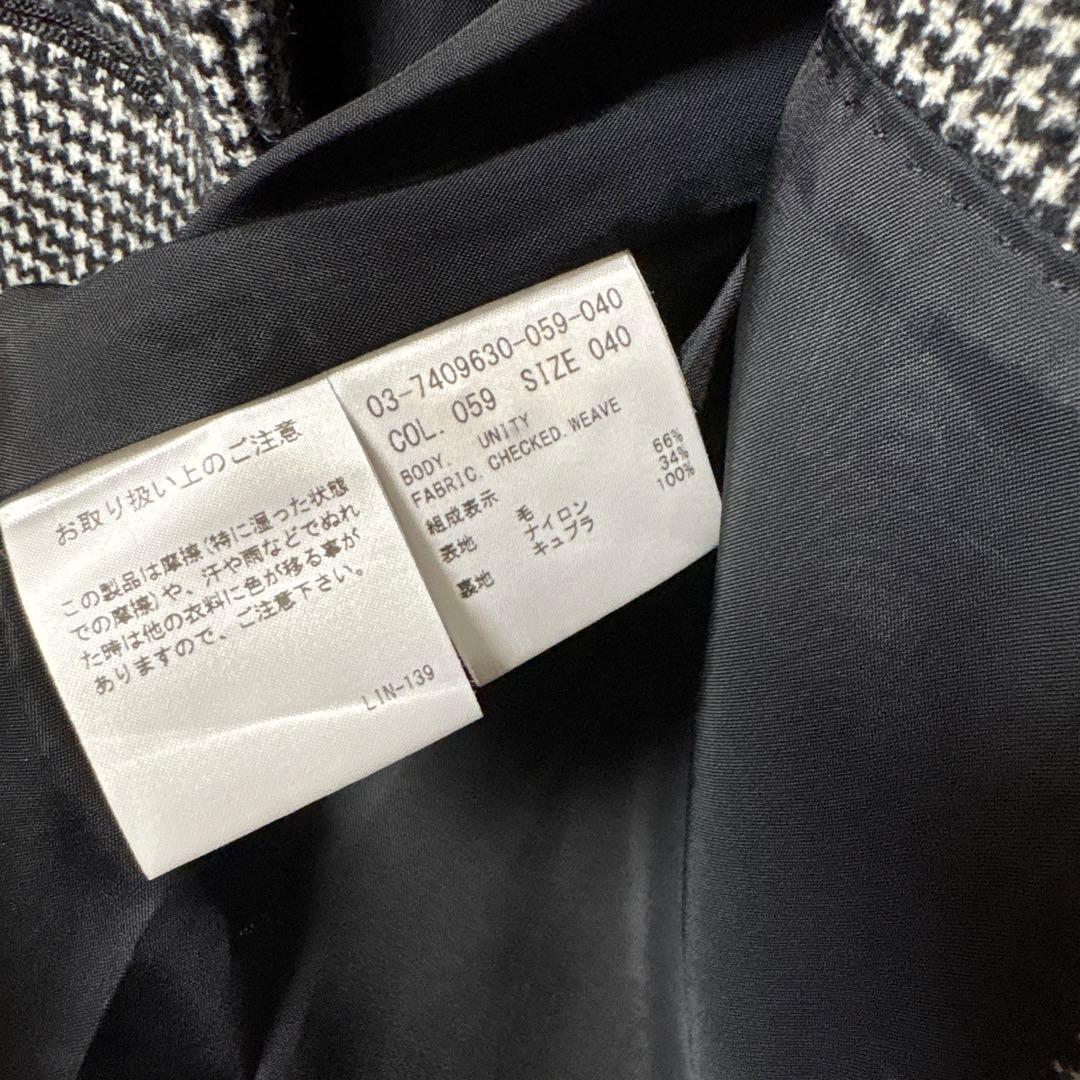 お取り扱い上のご注意
この製品は摩擦(特に湿った状態
での摩擦)や、汗や雨などでぬれ
た時は他の衣料に色が移る事が
ありますので、ご注意下さい。
LIN-139
03-7409630-059-040
COL. 059 SIZE 040
BODY. UNITY
FABRIC. CHECKED.WEAVE
組成表示
表地 毛 66%
ナイロン 34%
裏地 キュプラ 100%